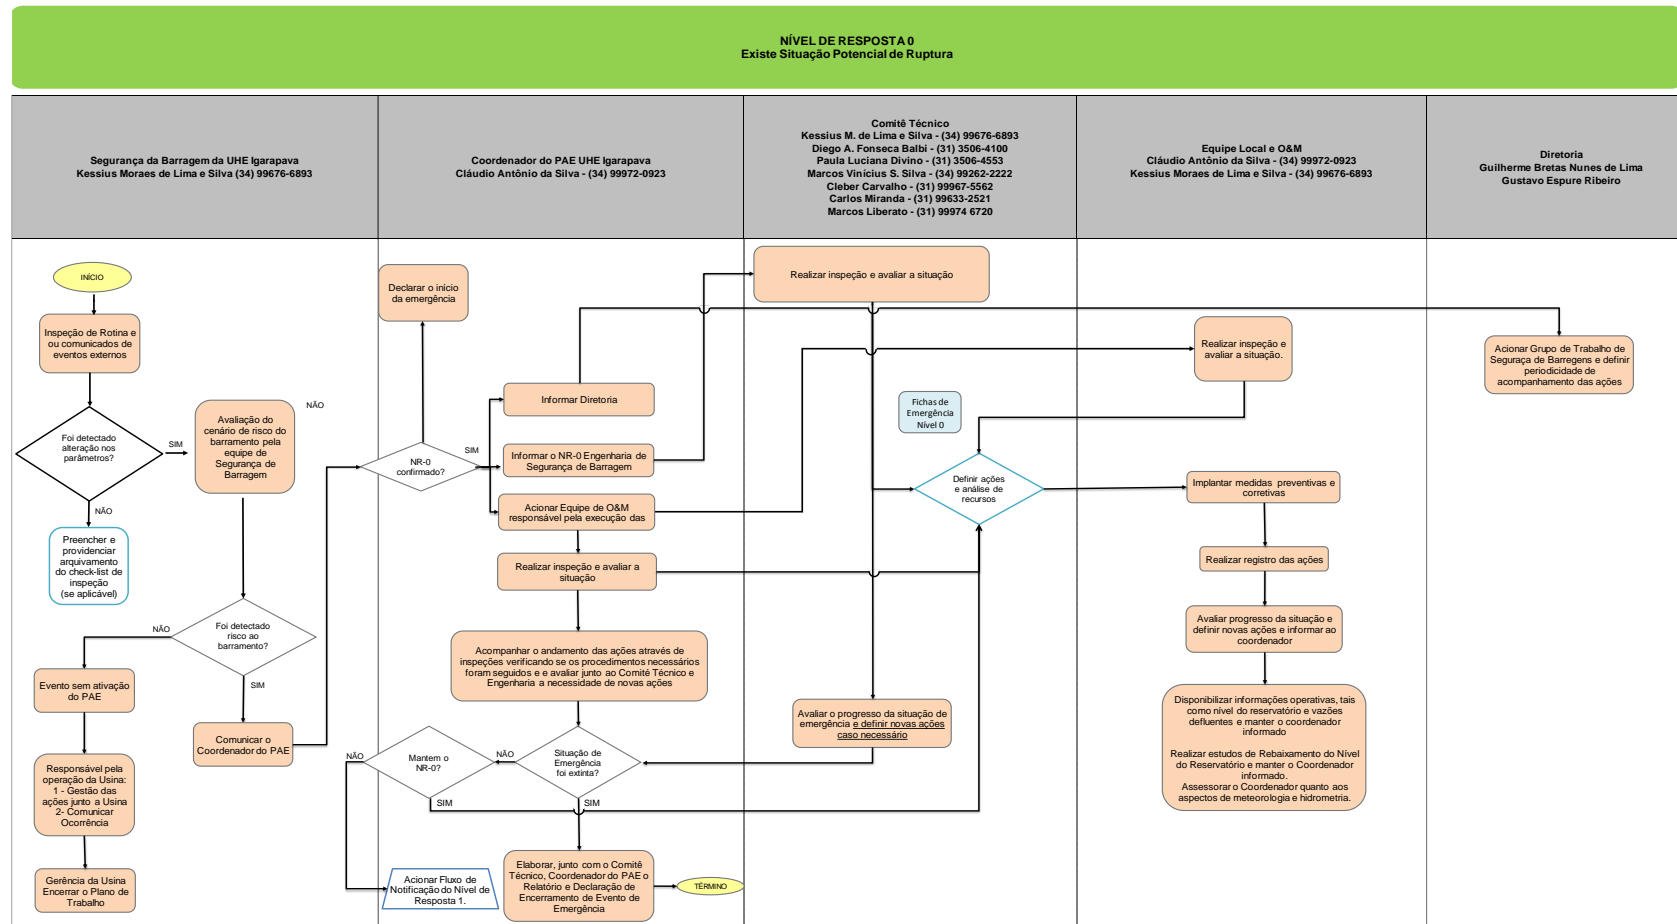 NÍVEL DE RESPOSTA 0
Existe Situação Potencial de Ruptura
Segurança da Barragem da UHE Igarapava
Kessius Moraes de Lima e Silva (34) 99676-6893
Coordenador do PAE UHE Igarapava
Cláudio Antônio da Silva - (34) 99972-0923
Comitê Técnico
Kessius M. de Lima e Silva - (34) 99676-6893
Diego A. Fonseca Balbi - (31) 3506-4100
Paula Luciana Divino - (31) 3506-4553
Marcos Vinícius S. Silva - (34) 99262-2222
Cleber Carvalho - (31) 99967-5562
Carlos Miranda - (31) 99633-2521
Marcos Liberato - (31) 99974 6720
Equipe Local e O&M
Cláudio Antônio da Silva - (34) 99972-0923
Kessius Moraes de Lima e Silva - (34) 99676-6893
Diretoria
Guilherme Bretas Nunes de Lima
Gustavo Espure Ribeiro
INÍCIO
Inspeção de Rotina e
ou comunicados de
eventos externos
Foi detectado
alteração nos
parâmetros?
SIM
NÃO
Preencher e
providenciar
arquivamento
do check-list de
inspeção
(se aplicável)
Avaliação do
cenário de risco do
barramento pela
equipe de
Segurança de
Barragem
NÃO
Foi detectado
risco ao
barramento?
NÃO
SIM
Evento sem ativação
do PAE
Comunicar o
Coordenador do PAE
Responsável pela
operação da Usina:
1 - Gestão das
ações junto a Usina
2- Comunicar
Ocorrência
Gerência da Usina
Encerrar o Plano de
Trabalho
Declarar o início
da emergência
NR-0
confirmado?
SIM
Informar Diretoria
Informar o NR-0 Engenharia de
Segurança de Barragem
Acionar Equipe de O&M
responsável pela execução das
Realizar inspeção e avaliar a
situação
Acompanhar o andamento das ações através de
inspeções verificando se os procedimentos necessários
foram seguidos e e avaliar junto ao Comitê Técnico e
Engenharia a necessidade de novas ações
Situação de
Emergência
foi extinta?
NÃO
SIM
Mantem o
NR-0?
NÃO
SIM
Acionar Fluxo de
Notificação do Nível de
Resposta 1.
Elaborar, junto com o Comitê
Técnico, Coordenador do PAE o
Relatório e Declaração de
Encerramento de Evento de
Emergência
TÉRMINO
Realizar inspeção e avaliar a situação
Fichas de
Emergência
Nível 0
Definir ações
e análise de
recursos
Avaliar o progresso da situação de
emergência e definir novas ações
caso necessário
Realizar inspeção e
avaliar a situação.
Implantar medidas preventivas e
corretivas
Realizar registro das ações
Avaliar progresso da situação e
definir novas ações e informar ao
coordenador
Disponibilizar informações operativas, tais
como nível do reservatório e vazões
defluentes e manter o coordenador
informado
Realizar estudos de Rebaixamento do Nível
do Reservatório e manter o Coordenador
informado.
Assessorar o Coordenador quanto aos
aspectos de meteorologia e hidrometria.
Acionar Grupo de Trabalho de
Seguraça de Barregens e definir
periodicidade de
acompanhamento das ações